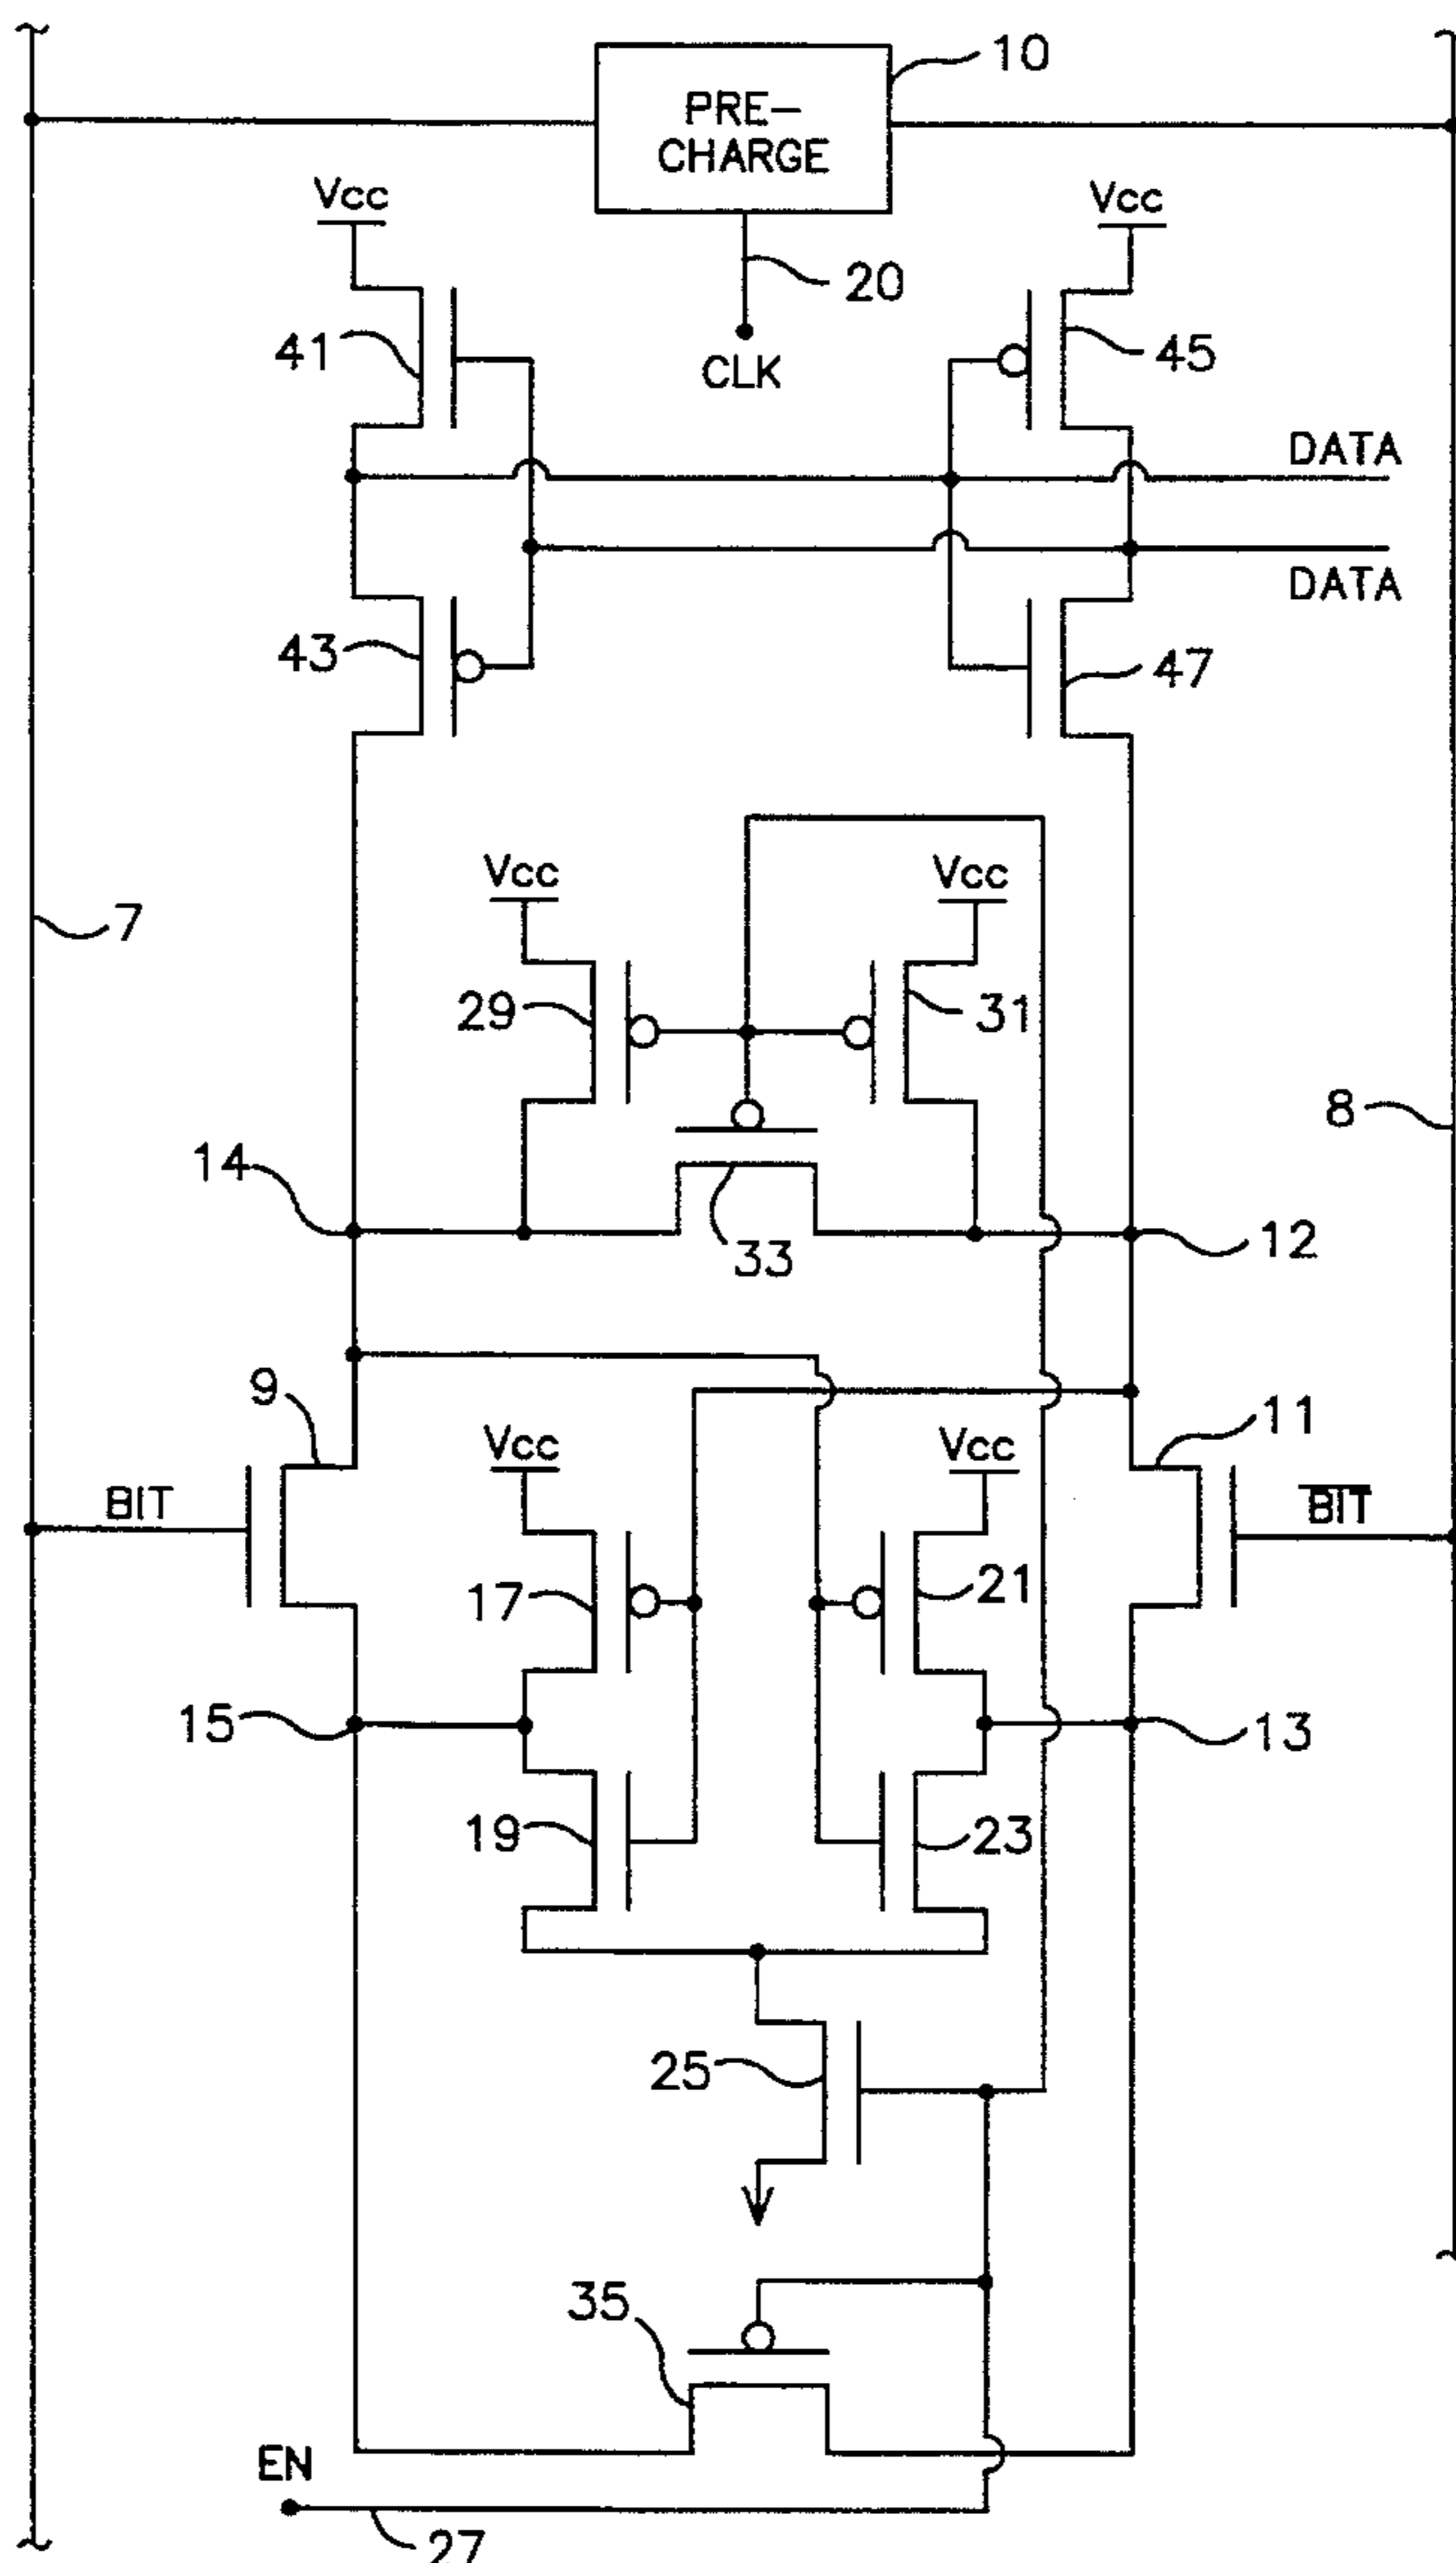 10
PRE-
CHARGE
Vcc
Vcc
20
41
CLK
45
DATA
DATA
43
47
Vcc
Vcc
7
29
31
8
14
33
12
9
11
Vcc
Vcc
BIT
BIT
17
21
15
13
19
23
25
35
EN
27